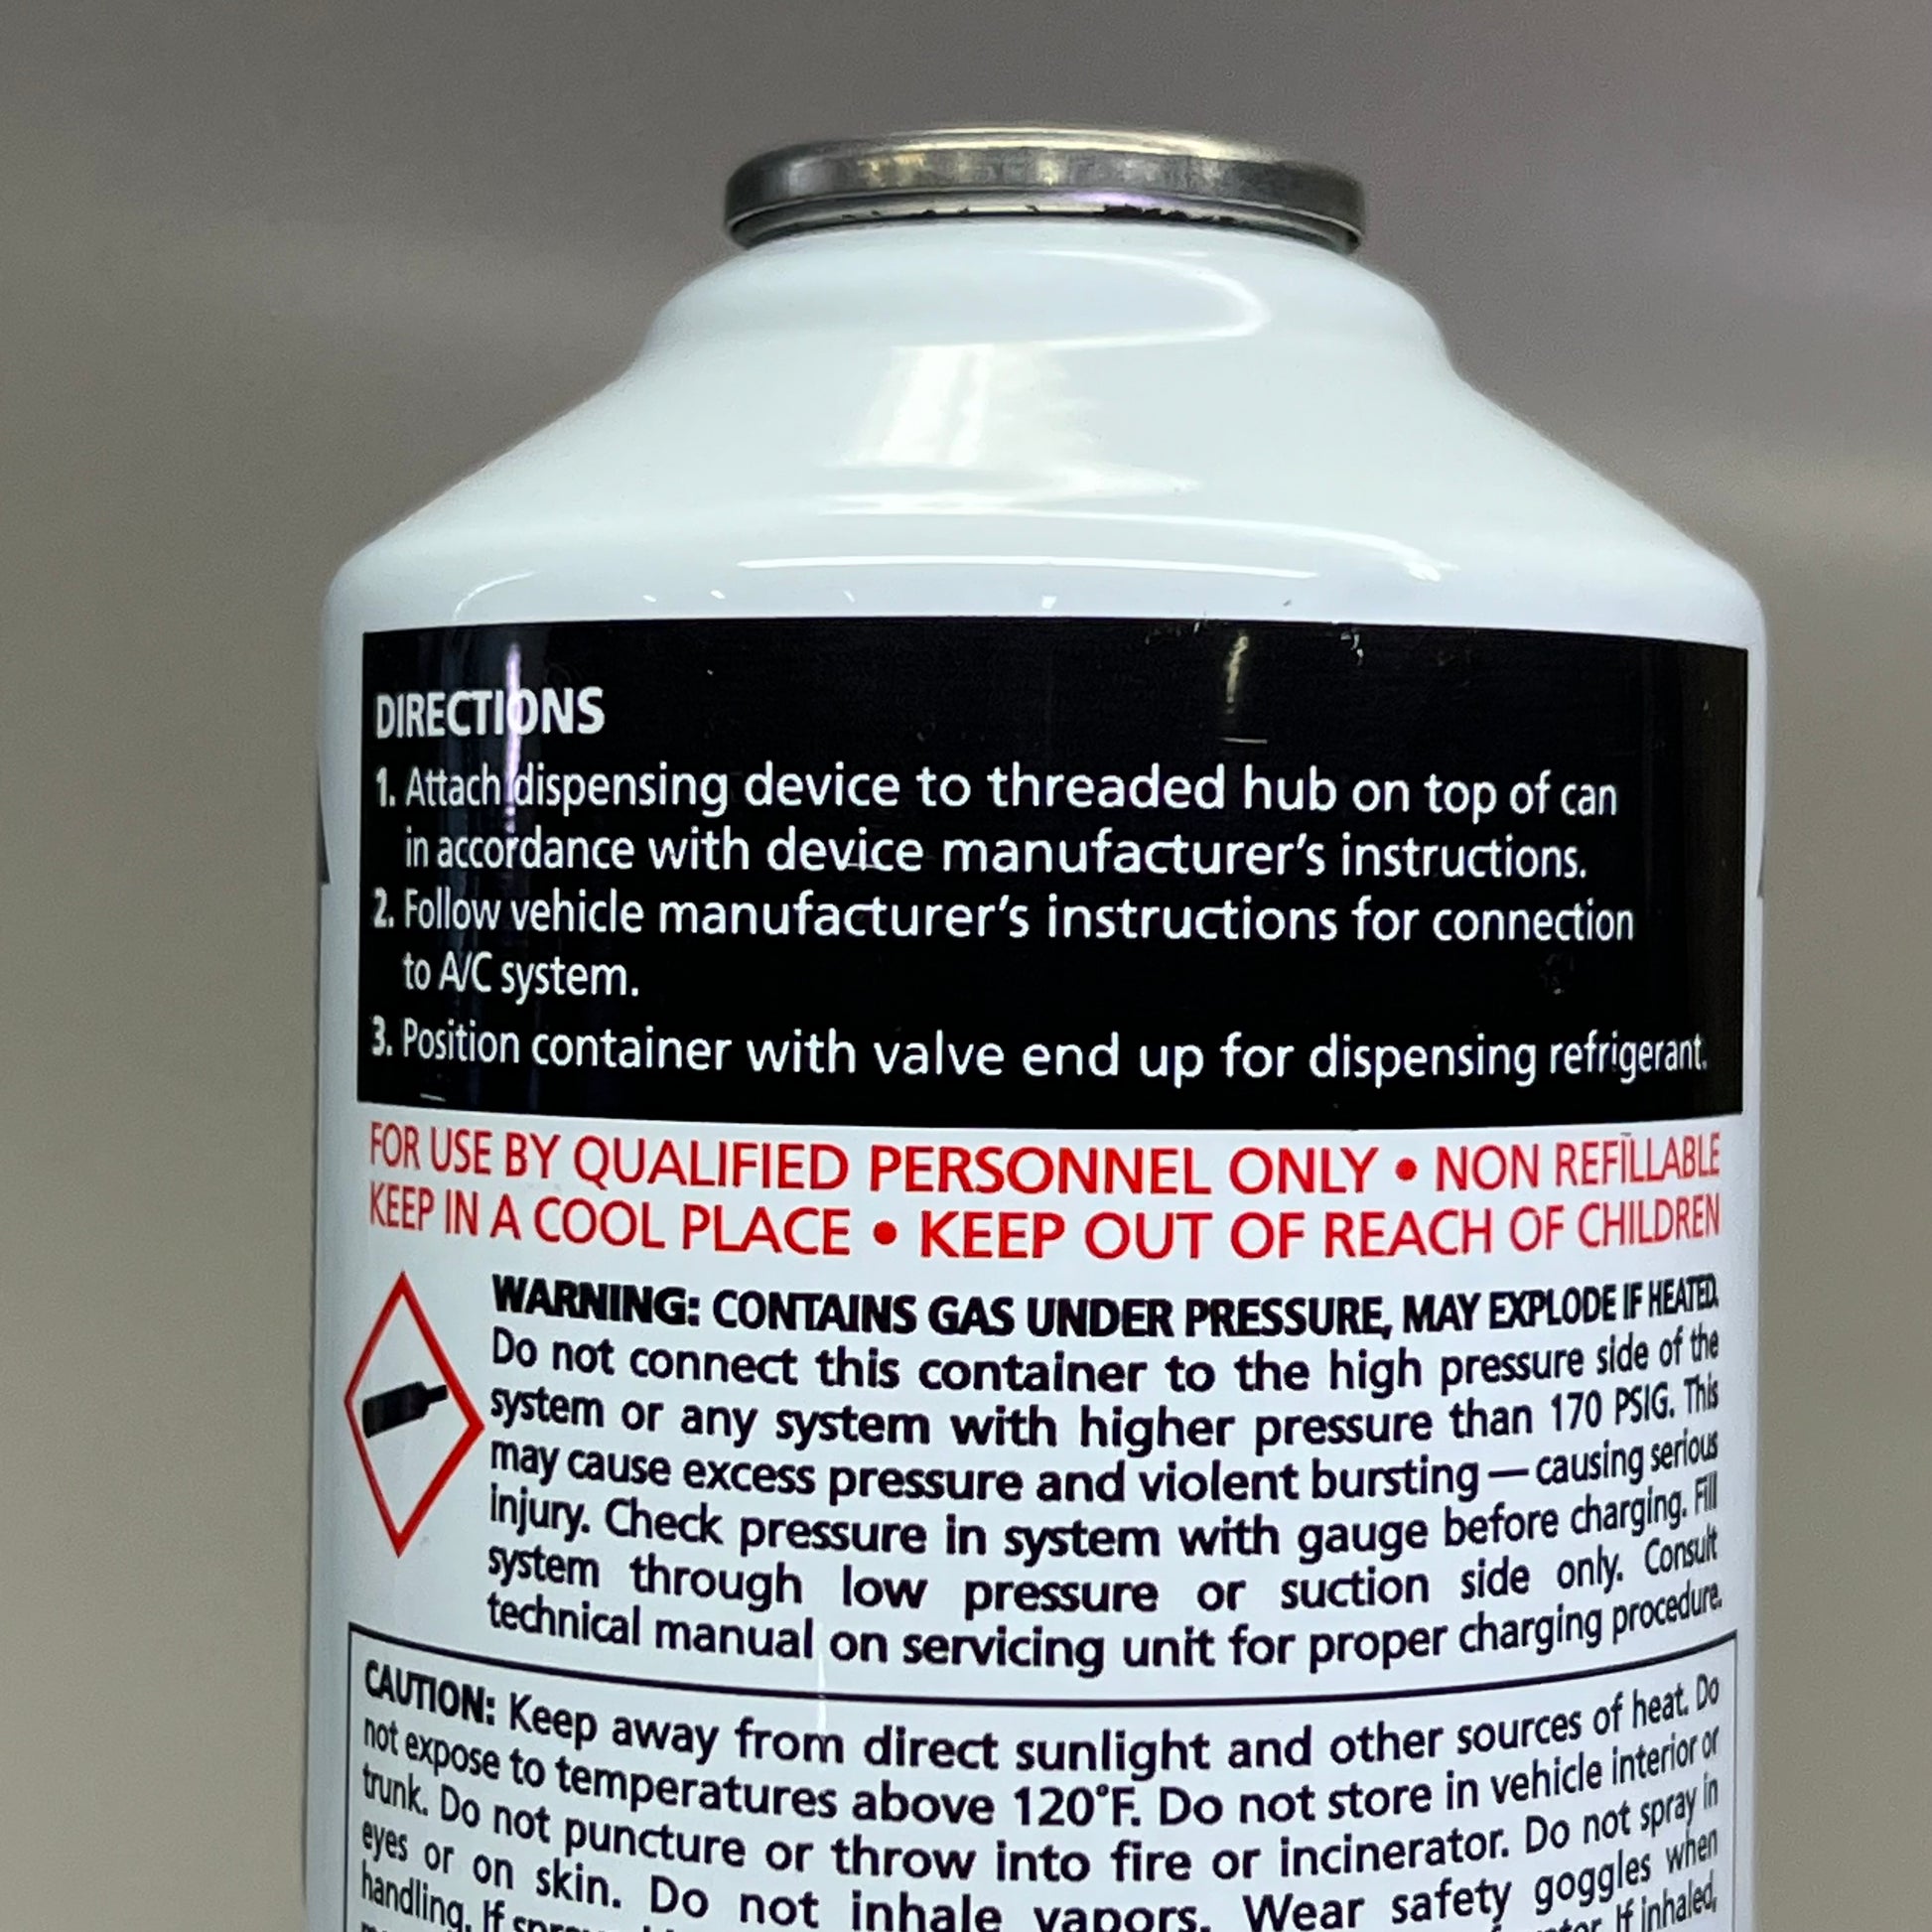 DIRECTIONS
1. Attach dispensing device to threaded hub on top of can
in accordance with device manufacturer's instructions.
2. Follow vehicle manufacturer's instructions for connection
to A/C system.
3. Position container with valve end up for dispensing refrigerant.
FOR USE BY QUALIFIED PERSONNEL ONLY • NON REFILLABLE
KEEP IN A COOL PLACE • KEEP OUT OF REACH OF CHILDREN
WARNING: CONTAINS GAS UNDER PRESSURE, MAY EXPLODE IF HEATED.
Do not connect this container to the high pressure side of the
system or any system with higher pressure than 170 PSIG. This
may cause excess pressure and violent bursting — causing serious
injury. Check pressure in system with gauge before charging. Fill
system through low pressure or suction side only. Consult
technical manual on servicing unit for proper charging procedure.
CAUTION: Keep away from direct sunlight and other sources of heat. Do
not expose to temperatures above 120°F. Do not store in vehicle interior or
trunk. Do not puncture or throw into fire or incinerator. Do not spray in
eyes or on skin. Do not inhale vapors. Wear safety goggles when
handling. If If inhaled,